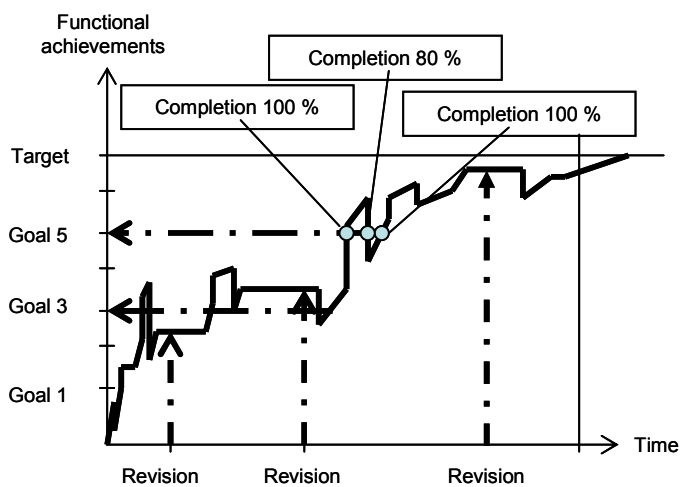 Functional
achievements
Completion 80 %
Completion 100 %
Completion 100 %
Target
Goal 5
Goal 3
Goal 1
Time
Revision
Revision
Revision